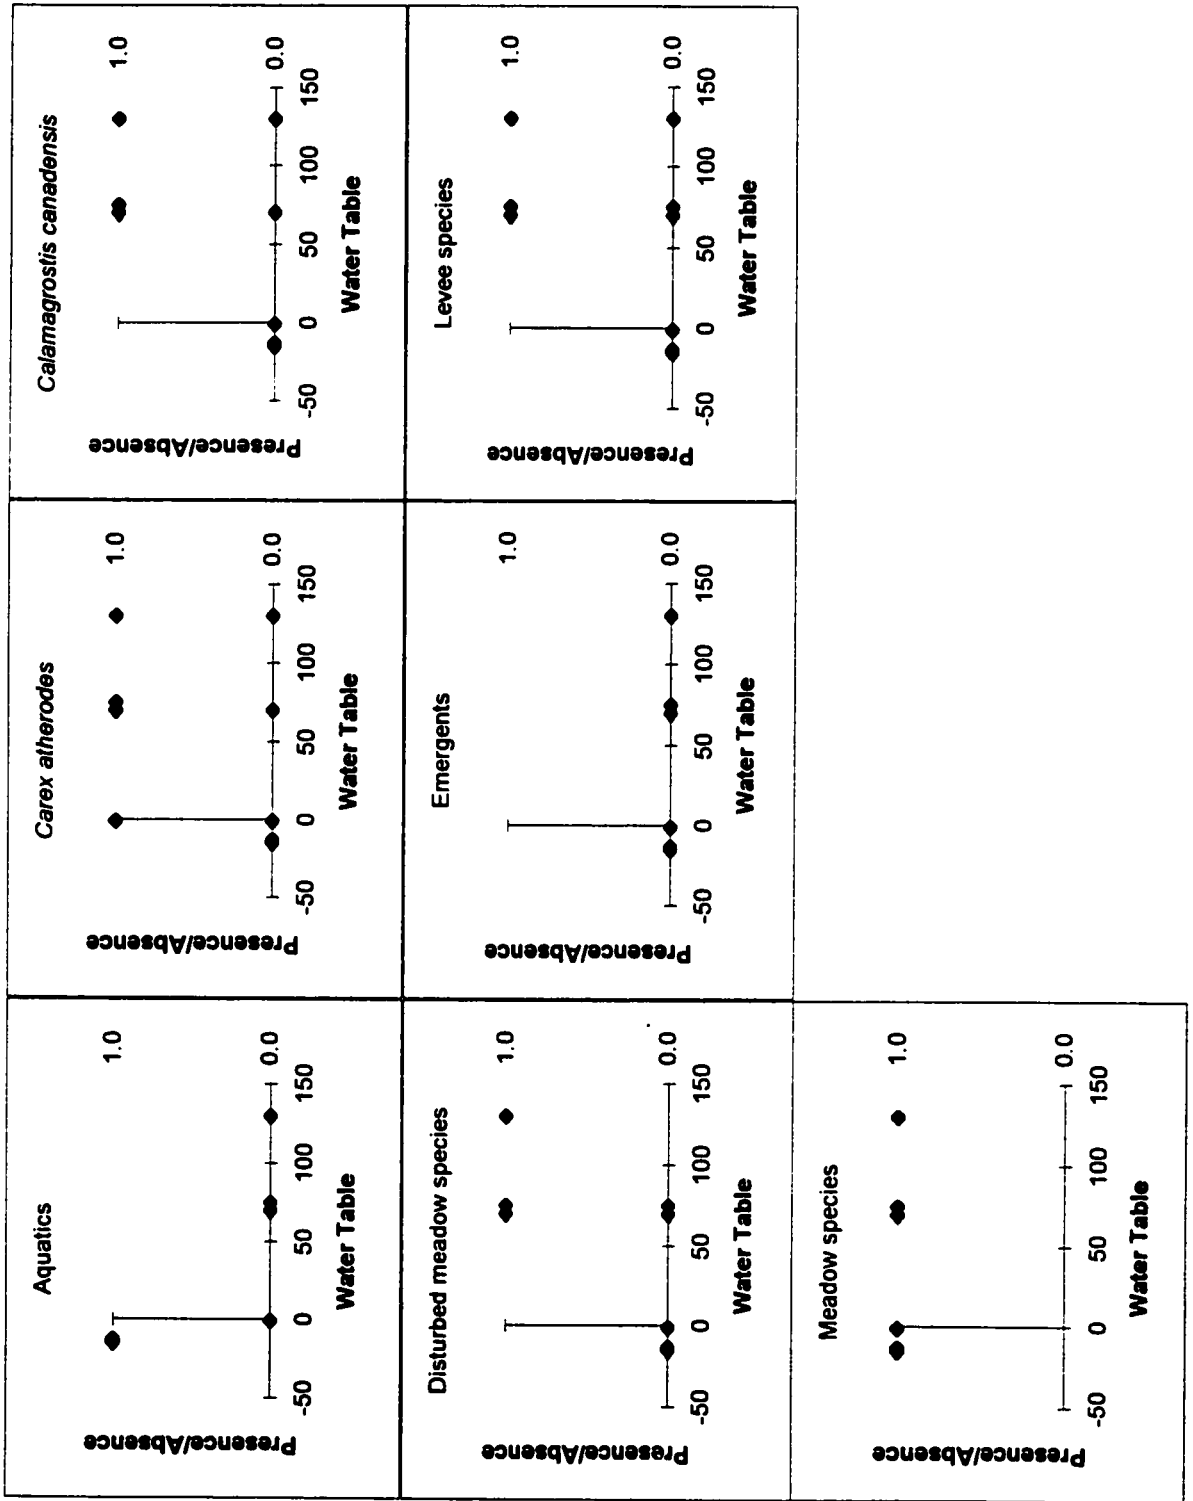 Aquatics
Presence/Absence
1.0
0.0
-50 0 50 100 150
Water Table
Carex atherodes
Presence/Absence
1.0
0.0
-50 0 50 100 150
Water Table
Calamagrostis canadensis
Presence/Absence
1.0
0.0
-50 0 50 100 150
Water Table
Disturbed meadow species
Presence/Absence
1.0
0.0
-50 0 50 100 150
Water Table
Emergents
Presence/Absence
1.0
0.0
-50 0 50 100 150
Water Table
Levee species
Presence/Absence
1.0
0.0
-50 0 50 100 150
Water Table
Meadow species
Presence/Absence
1.0
0.0
-50 0 50 100 150
Water Table